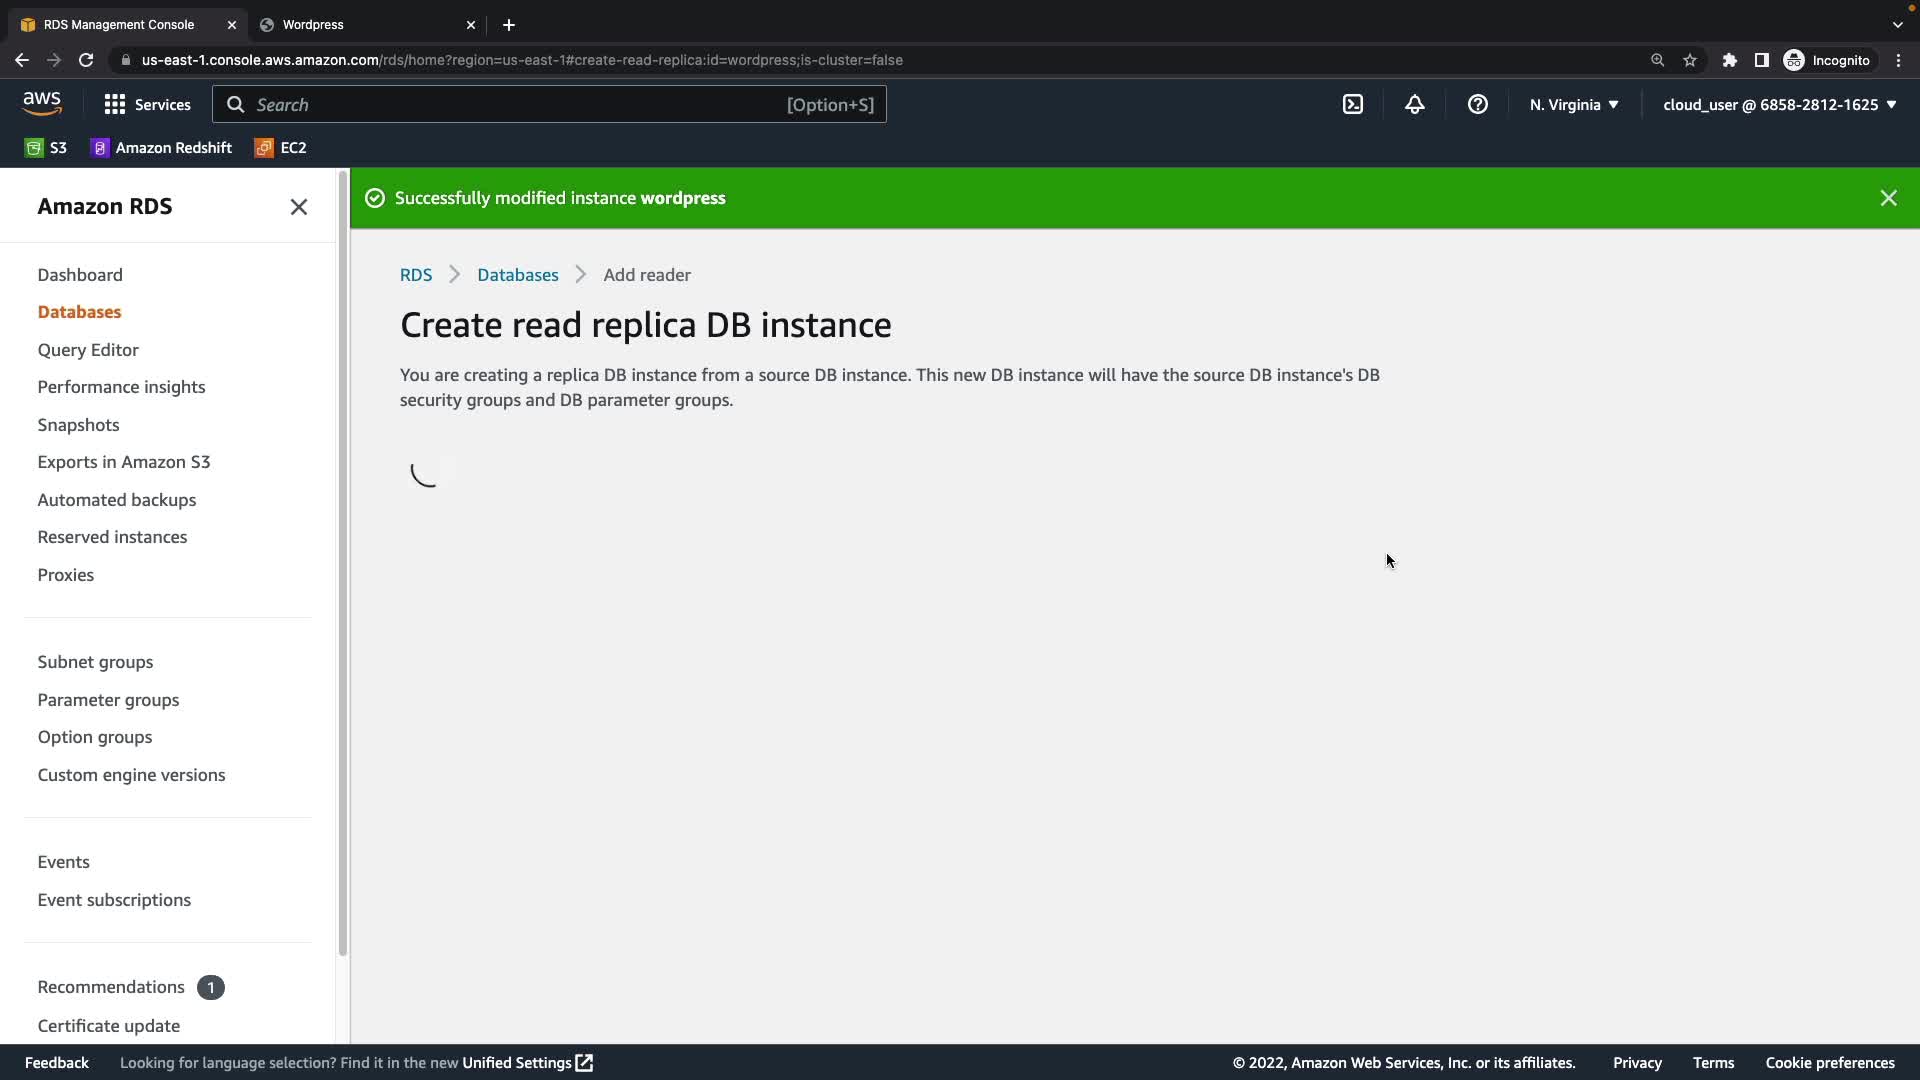 RDS Management Console
Wordpress
us-east-1.console.aws.amazon.com/rds/home?region=us-east-1#create-read-replica:id=wordpress;is-cluster=false
Incognito
aws
Services
Search
[Option+S]
N. Virginia
cloud_user @ 6858-2812-1625
S3
Amazon Redshift
EC2
Amazon RDS
Dashboard
Databases
Query Editor
Performance insights
Snapshots
Exports in Amazon S3
Automated backups
Reserved instances
Proxies
Subnet groups
Parameter groups
Option groups
Custom engine versions
Events
Event subscriptions
Recommendations 1
Certificate update
Successfully modified instance wordpress
RDS > Databases > Add reader
Create read replica DB instance
You are creating a replica DB instance from a source DB instance. This new DB instance will have the source DB instance's DB
security groups and DB parameter groups.
Feedback
Looking for language selection? Find it in the new Unified Settings
© 2022, Amazon Web Services, Inc. or its affiliates.
Privacy
Terms
Cookie preferences